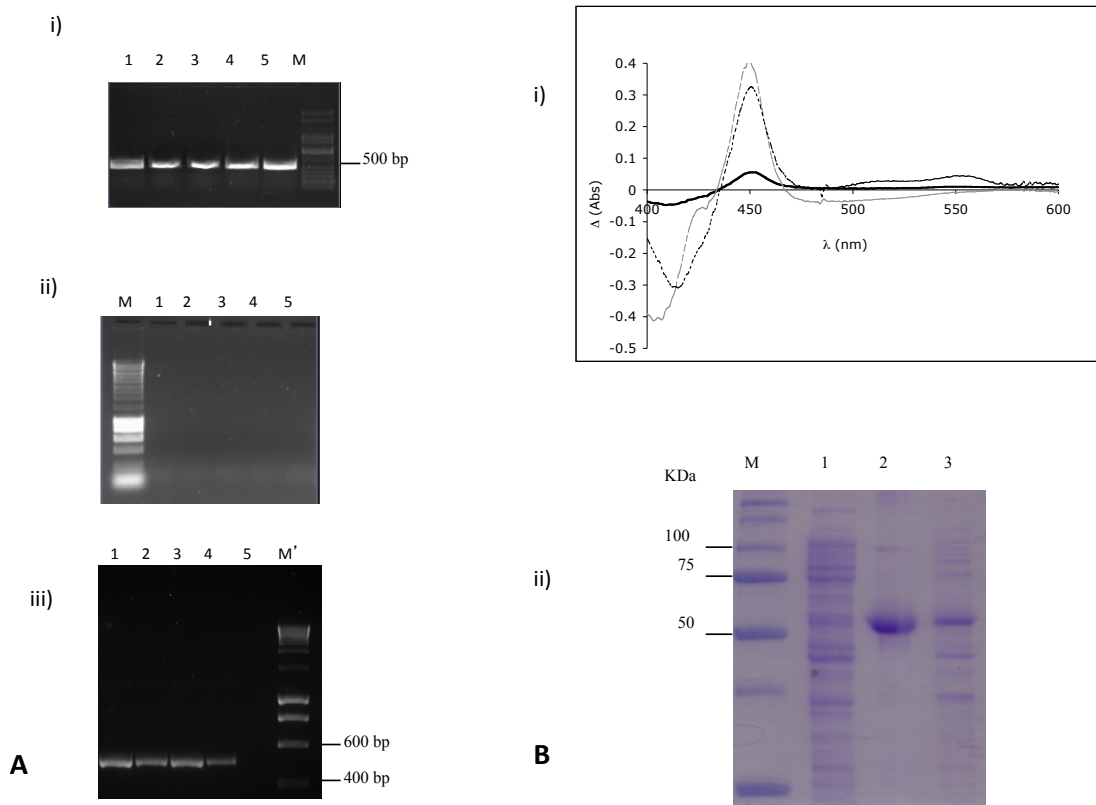 i)
1 2 3 4 5 M
500 bp
ii)
M 1 2 3 4 5
iii)
1 2 3 4 5 M'
600 bp
400 bp
A
i)
0.4
0.3
0.2
0.1
0
-0.1
-0.2
-0.3
-0.4
-0.5
Δ (Abs)
400 450 500 550 600
λ (nm)
ii)
KDa M 1 2 3
100
75
50
B